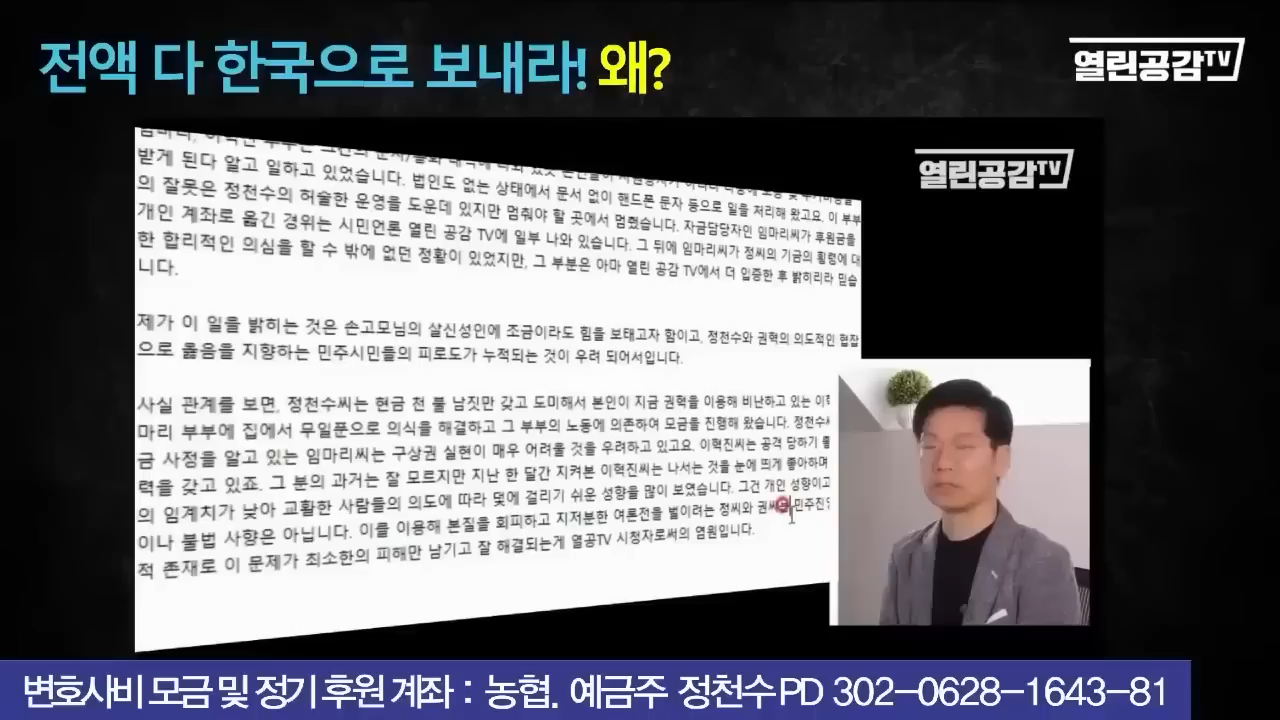 전액 다 한국으로 보내라! 왜?
열린공감TV
열린공감TV
받게 된다 알고 일하고 있었습니다. 법인도 없는 상태에서 문서 없이 핸드폰 문자 등으로 일을 처리해 왔고요. 이 부부
의 잘못은 정천수의 허술한 운영을 도운데 있지만 멈춰야 할 곳에서 멈췄습니다. 자금담당자인 임마리씨가 후원금을
개인 계좌로 옮긴 경위는 시민언론 열린 공감 TV에 일부 나와 있습니다. 그 뒤에 임마리씨가 정씨의 기금의 횡령에 대
한 합리적인 의심을 할 수 밖에 없던 정황이 있었지만, 그 부분은 아마 열린 공감 TV에서 더 입증한 후 밝히리라 믿습
니다.
제가 이 일을 밝히는 것은 손고모님의 살신성인에 조금이라도 힘을 보태고자 함이고, 정천수와 권혁의 의도적인 협잡
으로 옳음을 지향하는 민주시민들의 피로도가 누적되는 것이 우려 되어서입니다.
사실 관계를 보면, 정천수씨는 현금 천 불 남짓만 갖고 도미해서 본인이 지금 권혁을 이용해 비난하고 있는 이혁
마리 부부에 집에서 무일푼으로 의식을 해결하고 그 부부의 노동에 의존하여 모금을 진행해 왔습니다. 정천수씨
금 사정을 알고 있는 임마리씨는 구상권 실현이 매우 어려울 것을 우려하고 있고요. 이혁진씨는 공격 당하기 좋
력을 갖고 있죠. 그 분의 과거는 잘 모르지만 지난 한 달간 지켜본 이혁진씨는 나서는 것을 눈에 띄게 좋아하며
의 임계치가 낮아 교활한 사람들의 의도에 따라 덫에 걸리기 쉬운 성향을 많이 보였습니다. 그건 개인 성향이고
이나 불법 사항은 아닙니다. 이를 이용해 본질을 회피하고 지저분한 여론전을 벌이려는 정씨와 권씨 민주진영
적 존재로 이 문제가 최소한의 피해만 남기고 잘 해결되는게 열공TV 시청자로써의 염원입니다.
변호사비 모금 및 정기 후원 계좌 : 농협. 예금주 정천수PD 302-0628-1643-81